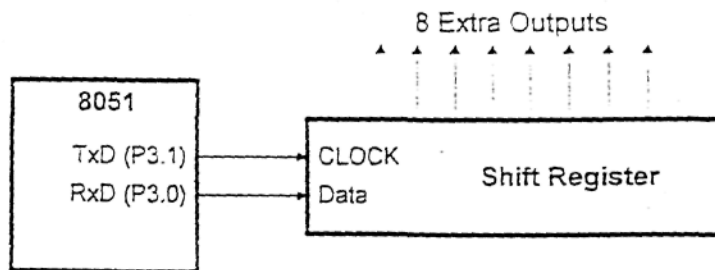 8 Extra Outputs
8051
TxD (P3.1)
RxD (P3.0)
CLOCK
Data
Shift Register